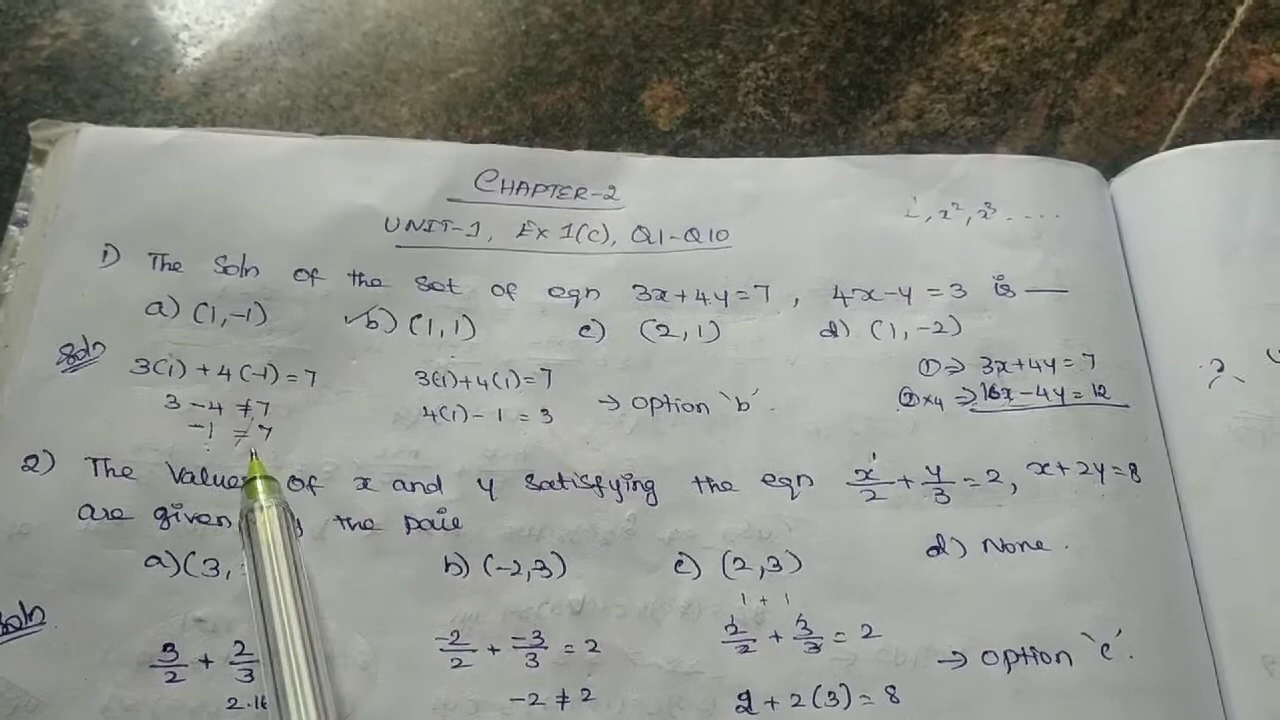 CHAPTER-2
x², x³ ....
UNIT-1, Ex 1(c), Q1-Q10
1) The Soln of the set of eqn 3x+4y=7, 4x-y=3 is —
a) (1,-1) ✓b) (1,1) c) (2,1) d) (1,-2)
Soln
3(1)+4(-1)=7 3(1)+4(1)=7 ①⇒ 3x+4y=7
3-4≠7 4(1)-1=3 → option 'b'. ②×4 ⇒ 16x-4y=12
-1≠7
2) The Values of x and y satisfying the eqn x/2 + y/3 = 2, x+2y=8
are given the pair
a) (3, b) (-2,3) c) (2,3) d) None.
1 + 1
Soln.
3/2 + 2/3 -2/2 + -3/3 = 2 2/2 + 3/3 = 2 → option 'c'.
2.16 -2≠2 2+2(3)=8